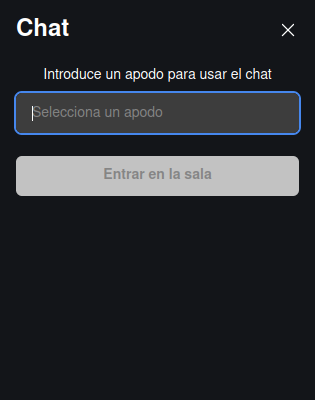 Chat
Introduce un apodo para usar el chat
Selecciona un apodo
Entrar en la sala